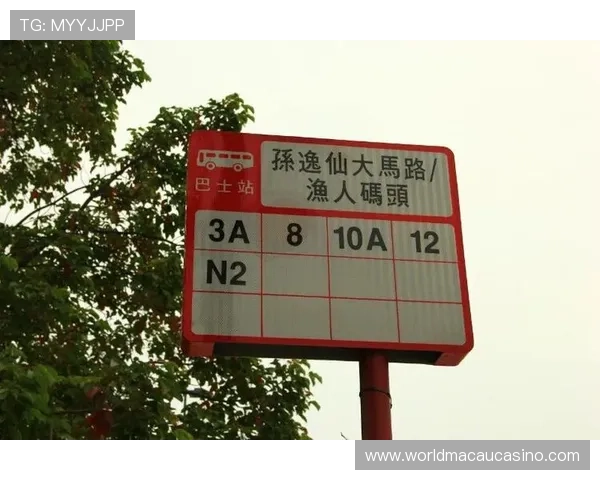 TG: MYYJJPP
巴士站
孫逸仙大馬路/
漁人碼頭
3A 8 10A 12
N2
www.worldmacaucasino.com